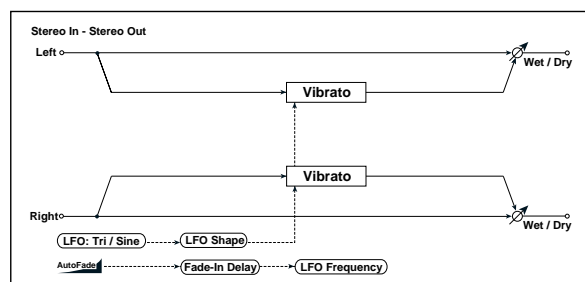 Stereo In - Stereo Out
Left
Wet / Dry
Vibrato
Vibrato
Right
Wet / Dry
LFO: Tri / Sine
LFO Shape
AutoFade
Fade-In Delay
LFO Frequency